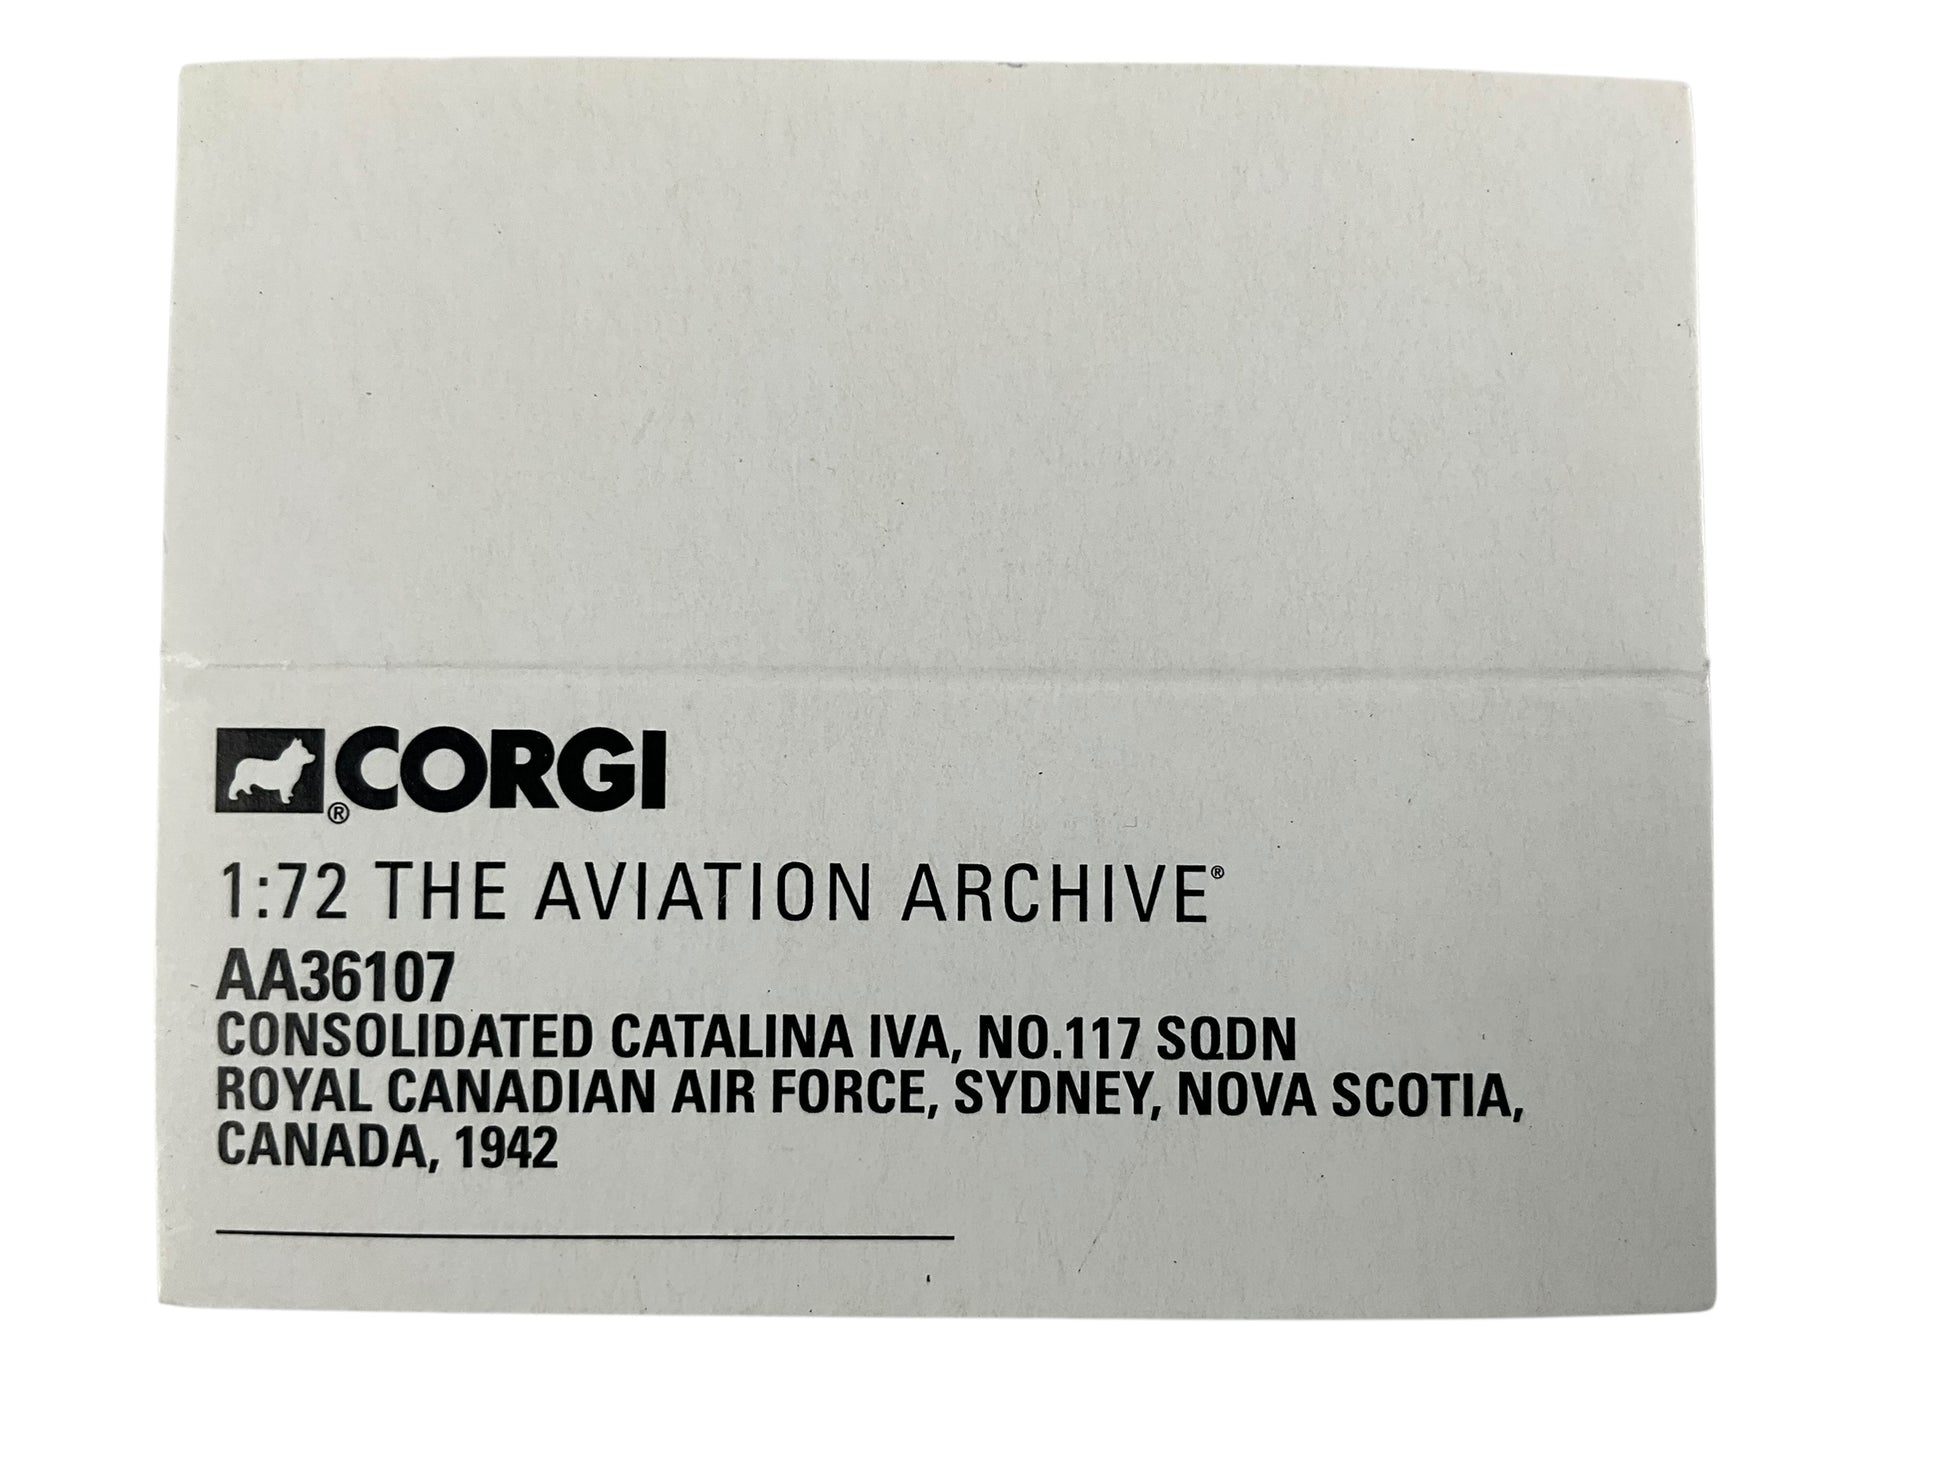 CORGI®
1:72 THE AVIATION ARCHIVE®
AA36107
CONSOLIDATED CATALINA IVA, NO.117 SQDN
ROYAL CANADIAN AIR FORCE, SYDNEY, NOVA SCOTIA,
CANADA, 1942